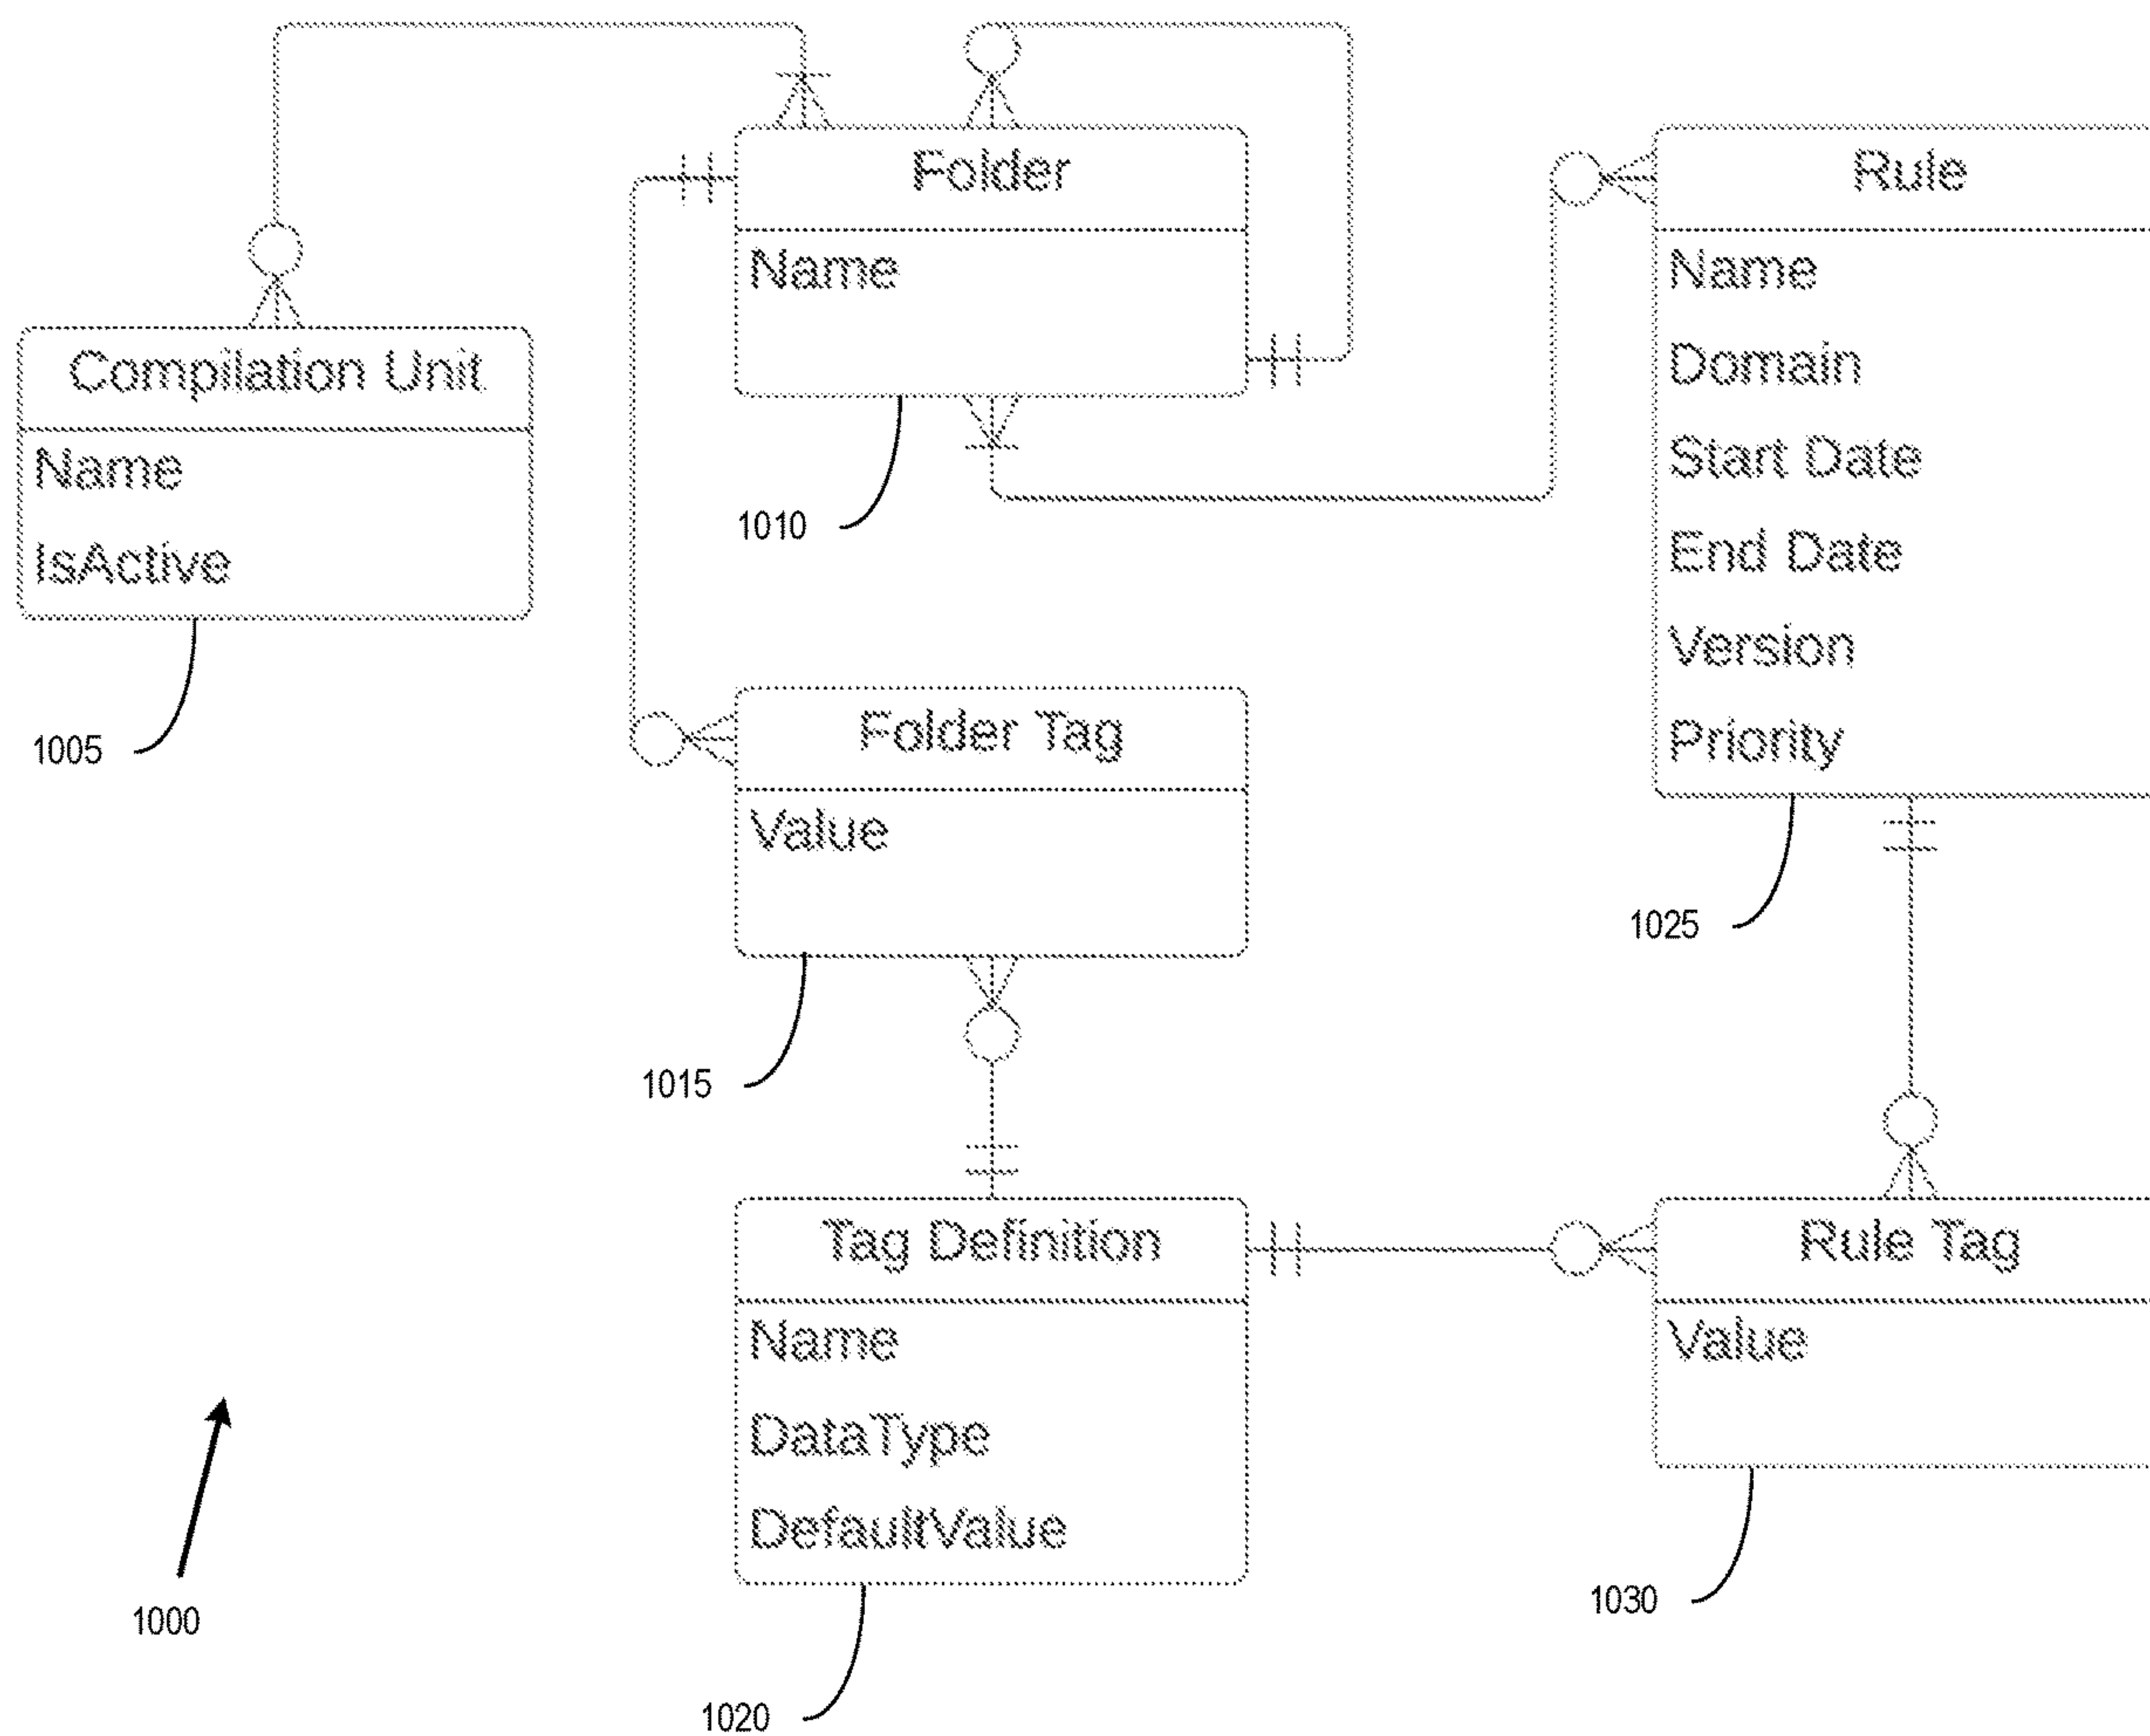 Folder
Name
1010
Rule
Name
Domain
Start Date
End Date
Version
Priority
1025
Compilation Unit
Name
IsActive
1005
Folder Tag
Value
1015
Tag Definition
Name
DataType
DefaultValue
1020
Rule Tag
Value
1030
1000